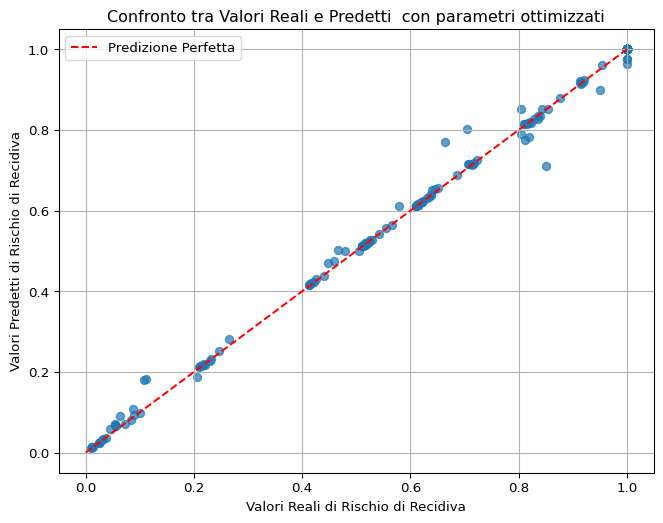 Confronto tra Valori Reali e Predetti  con parametri ottimizzati
Predizione Perfetta
1.0
0.8
0.6
0.4
0.2
0.0
Valori Predetti di Rischio di Recidiva
0.0 0.2 0.4 0.6 0.8 1.0
Valori Reali di Rischio di Recidiva